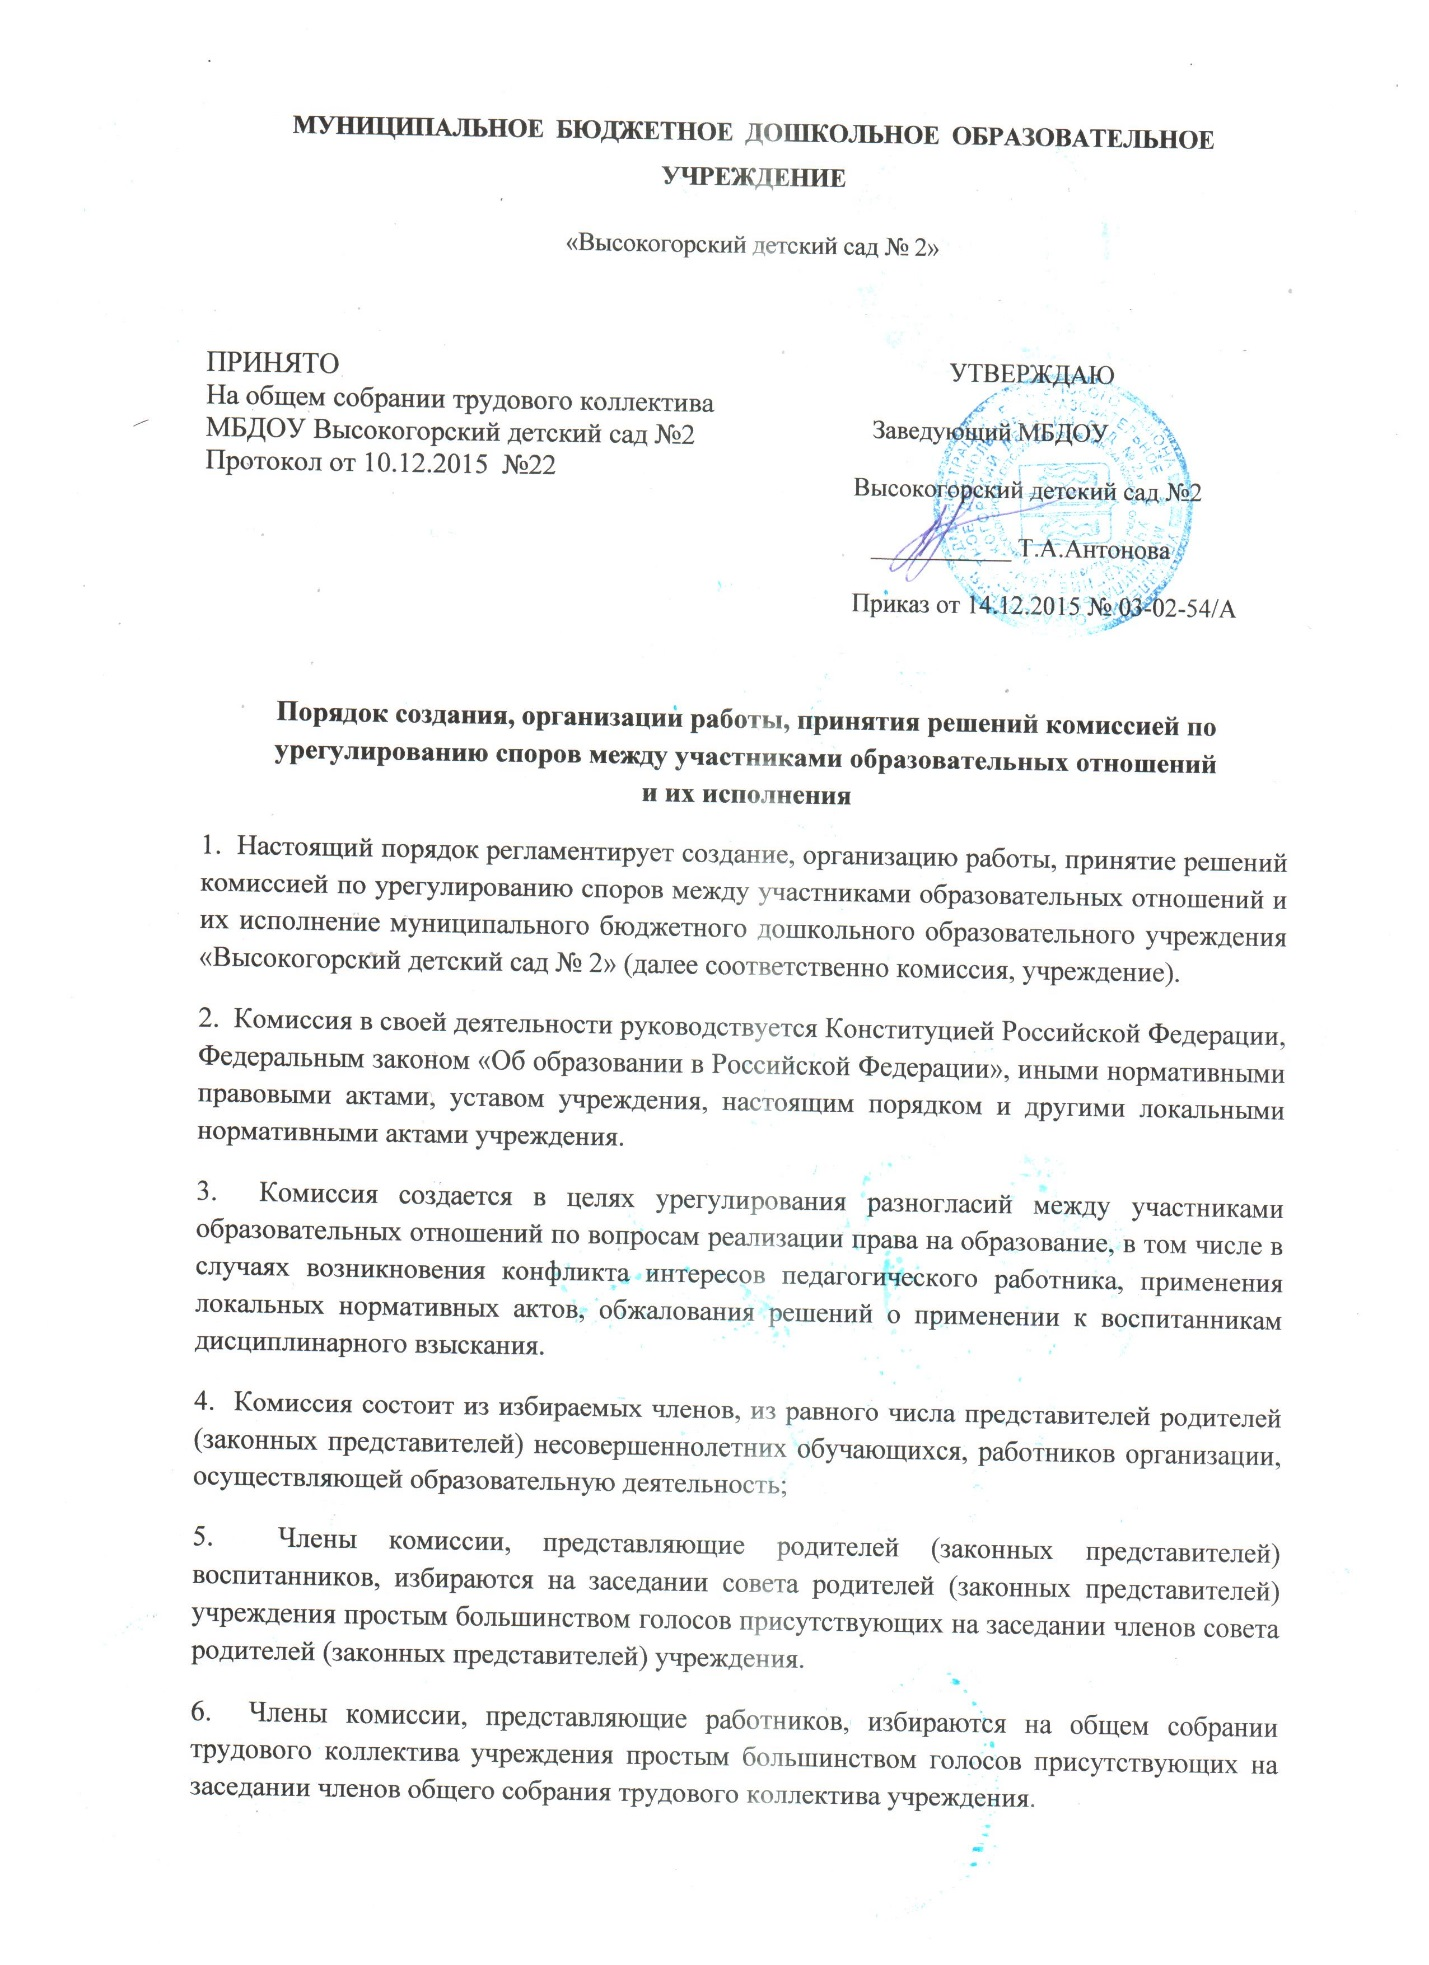 МУНИЦИПАЛЬНОЕ БЮДЖЕТНОЕ ДОШКОЛЬНОЕ ОБРАЗОВАТЕЛЬНОЕ
УЧРЕЖДЕНИЕ
«Высокогорский детский сад № 2»
ПРИНЯТО
На общем собрании трудового коллектива
МБДОУ Высокогорский детский сад №2
Протокол от 10.12.2015 №22
УТВЕРЖДАЮ
Заведующий МБДОУ
Высокогорский детский сад №2
___________ Т.А.Антонова
Приказ от 14.12.2015 № 03-02-54/А
Порядок создания, организации работы, принятия решений комиссией по
урегулированию споров между участниками образовательных отношений
и их исполнения
1. Настоящий порядок регламентирует создание, организацию работы, принятие решений
комиссией по урегулированию споров между участниками образовательных отношений и
их исполнение муниципального бюджетного дошкольного образовательного учреждения
«Высокогорский детский сад № 2» (далее соответственно комиссия, учреждение).
2. Комиссия в своей деятельности руководствуется Конституцией Российской Федерации,
Федеральным законом «Об образовании в Российской Федерации», иными нормативными
правовыми актами, уставом учреждения, настоящим порядком и другими локальными
нормативными актами учреждения.
3. Комиссия создается в целях урегулирования разногласий между участниками
образовательных отношений по вопросам реализации права на образование, в том числе в
случаях возникновения конфликта интересов педагогического работника, применения
локальных нормативных актов, обжалования решений о применении к воспитанникам
дисциплинарного взыскания.
4. Комиссия состоит из избираемых членов, из равного числа представителей родителей
(законных представителей) несовершеннолетних обучающихся, работников организации,
осуществляющей образовательную деятельность;
5. Члены комиссии, представляющие родителей (законных представителей)
воспитанников, избираются на заседании совета родителей (законных представителей)
учреждения простым большинством голосов присутствующих на заседании членов совета
родителей (законных представителей) учреждения.
6. Члены комиссии, представляющие работников, избираются на общем собрании
трудового коллектива учреждения простым большинством голосов присутствующих на
заседании членов общего собрания трудового коллектива учреждения.